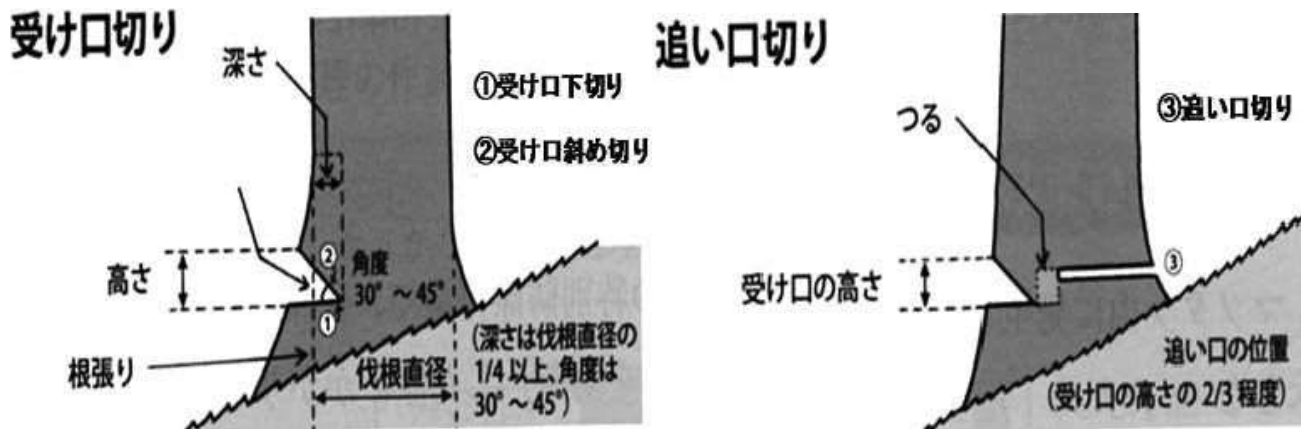 受け口切り
深さ
①受け口下切り
②受け口斜め切り
高さ
②
角度
30°～45°
①
根張り
伐根直径
(深さは伐根直径の
1/4以上、角度は
30°～45°)
追い口切り
つる
③追い口切り
③
受け口の高さ
追い口の位置
(受け口の高さの2/3程度)